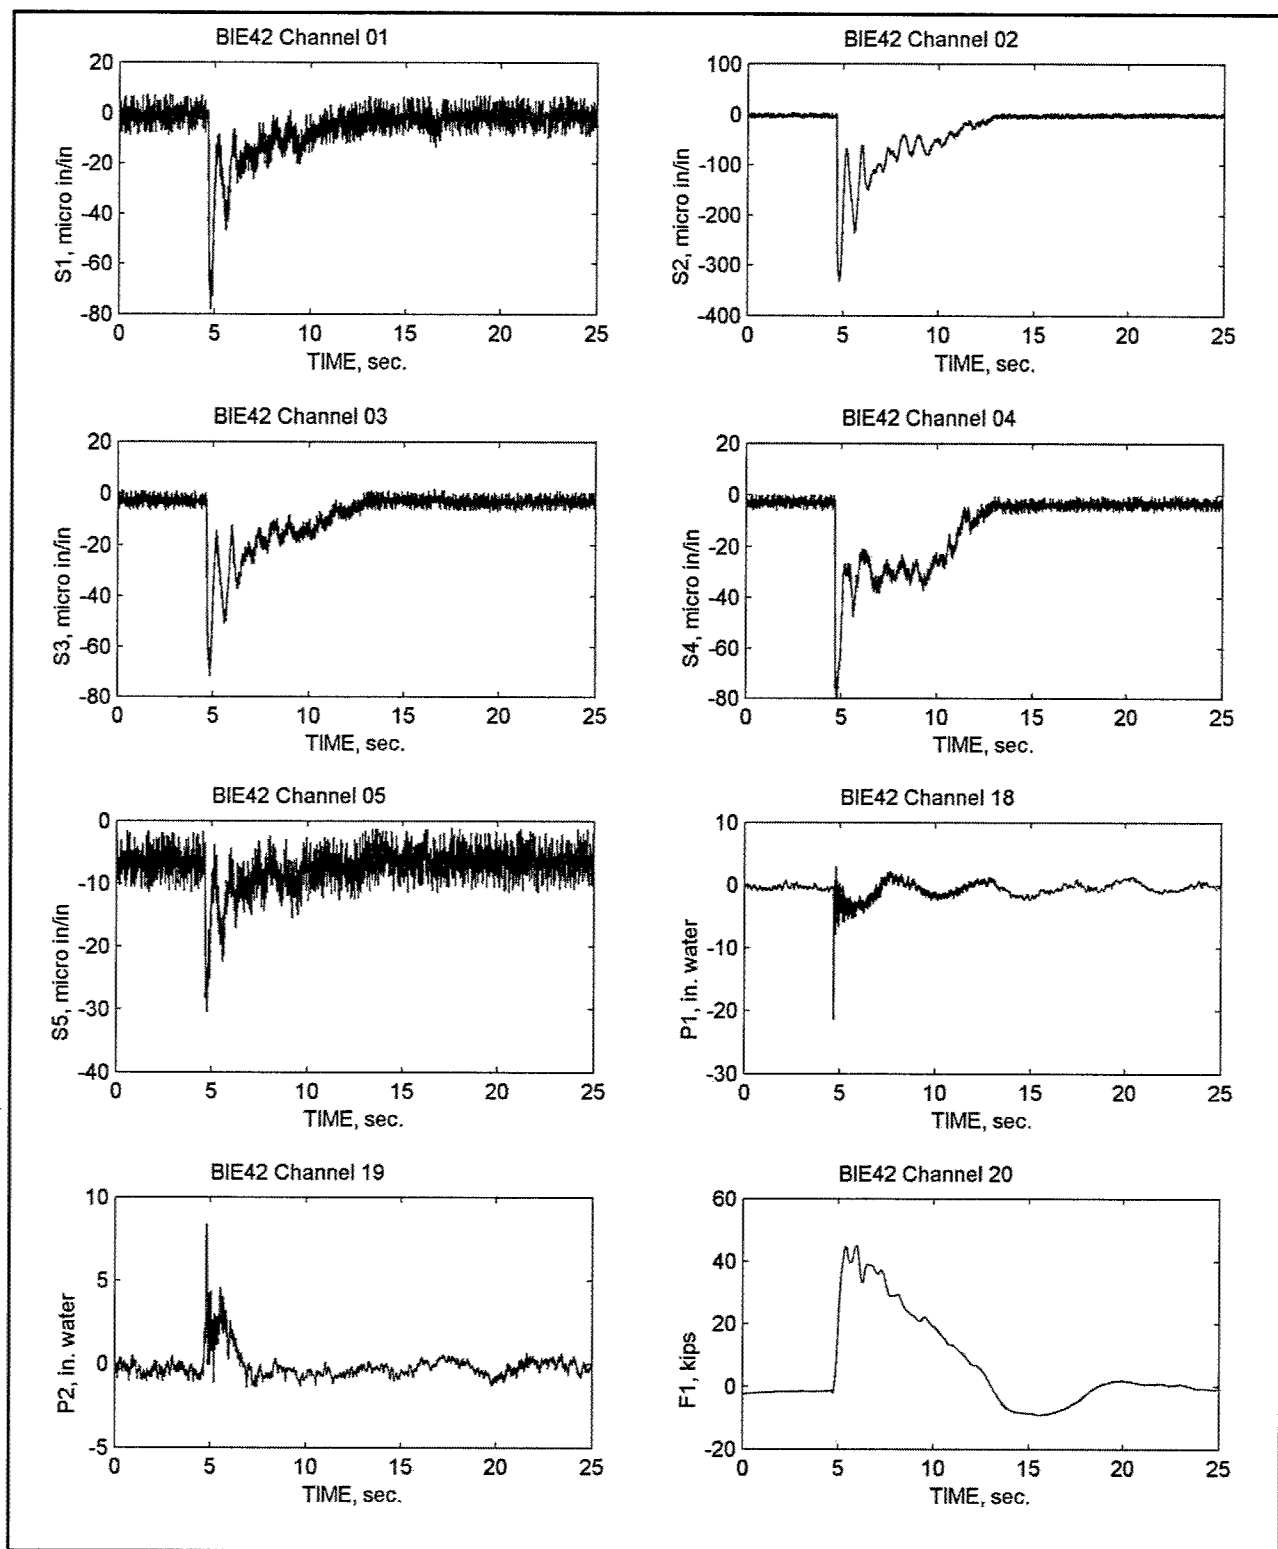 BIE42 Channel 01
20
0
-20
-40
-60
-80
S1, micro in/in
0 5 10 15 20 25
TIME, sec.
BIE42 Channel 02
100
0
-100
-200
-300
-400
S2, micro in/in
0 5 10 15 20 25
TIME, sec.
BIE42 Channel 03
20
0
-20
-40
-60
-80
S3, micro in/in
0 5 10 15 20 25
TIME, sec.
BIE42 Channel 04
20
0
-20
-40
-60
-80
S4, micro in/in
0 5 10 15 20 25
TIME, sec.
BIE42 Channel 05
0
-10
-20
-30
-40
S5, micro in/in
0 5 10 15 20 25
TIME, sec.
BIE42 Channel 18
10
0
-10
-20
-30
P1, in. water
0 5 10 15 20 25
TIME, sec.
BIE42 Channel 19
10
5
0
-5
P2, in. water
0 5 10 15 20 25
TIME, sec.
BIE42 Channel 20
60
40
20
0
-20
F1, kips
0 5 10 15 20 25
TIME, sec.